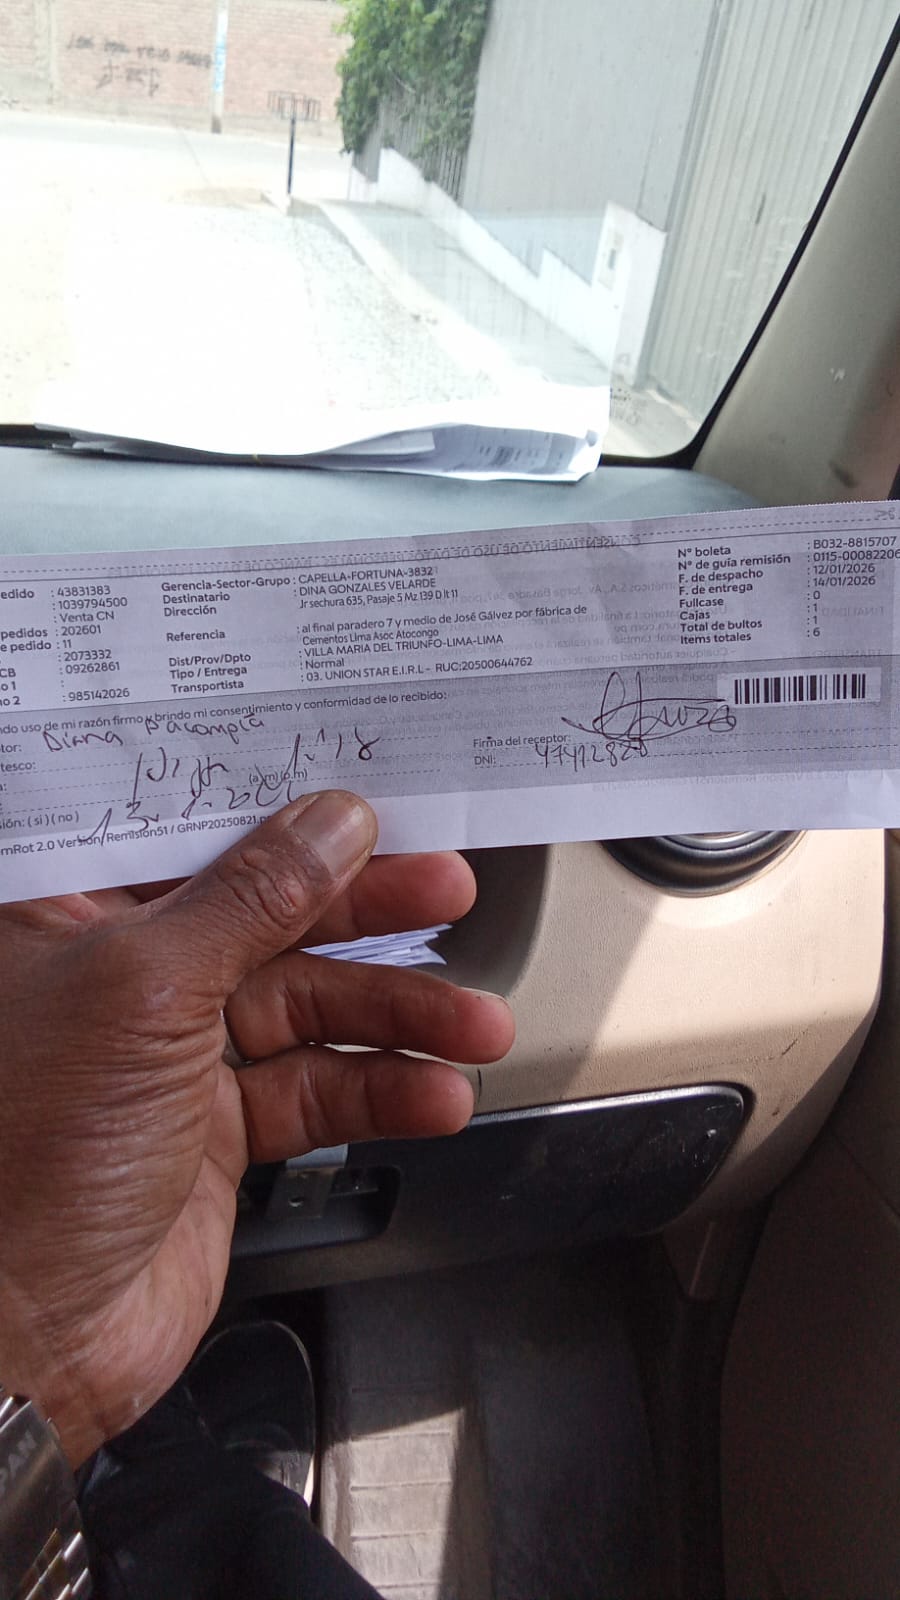 edido : 43831383
: 1039794500
: Venta CN
pedidos : 202601
e pedido : 11
CB : 2073332
: 09262861
o 1 :
o 2 : 985142026
Gerencia-Sector-Grupo : CAPELLA-FORTUNA-3832
Destinatario : DINA GONZALES VELARDE
Dirección Jr sechura 635, Pasaje 5 Mz 139 D lt 11
Referencia : al final paradero 7 y medio de José Gálvez por fábrica de
Cementos Lima Asoc Atocongo
Dist/Prov/Dpto : VILLA MARIA DEL TRIUNFO-LIMA-LIMA
Tipo / Entrega : Normal
Transportista : 03. UNION STAR E.I.R.L - RUC:20500644762
N° boleta : B032-8815707
N° de guía remisión : 0115-00082206
F. de despacho : 12/01/2026
F. de entrega : 14/01/2026
Fullcase : 0
Cajas : 1
Total de bultos : 1
Items totales : 6
ndo uso de mi razón firmo y brindo mi consentimiento y conformidad de lo recibido:
tor: Diana Pacompia
tesco:
a: (a.m) (p.m)
sión: ( si ) ( no )
Firma del receptor:
DNI: 47412828
mRot 2.0 Versión/Remision51 / GRNP20250821.p